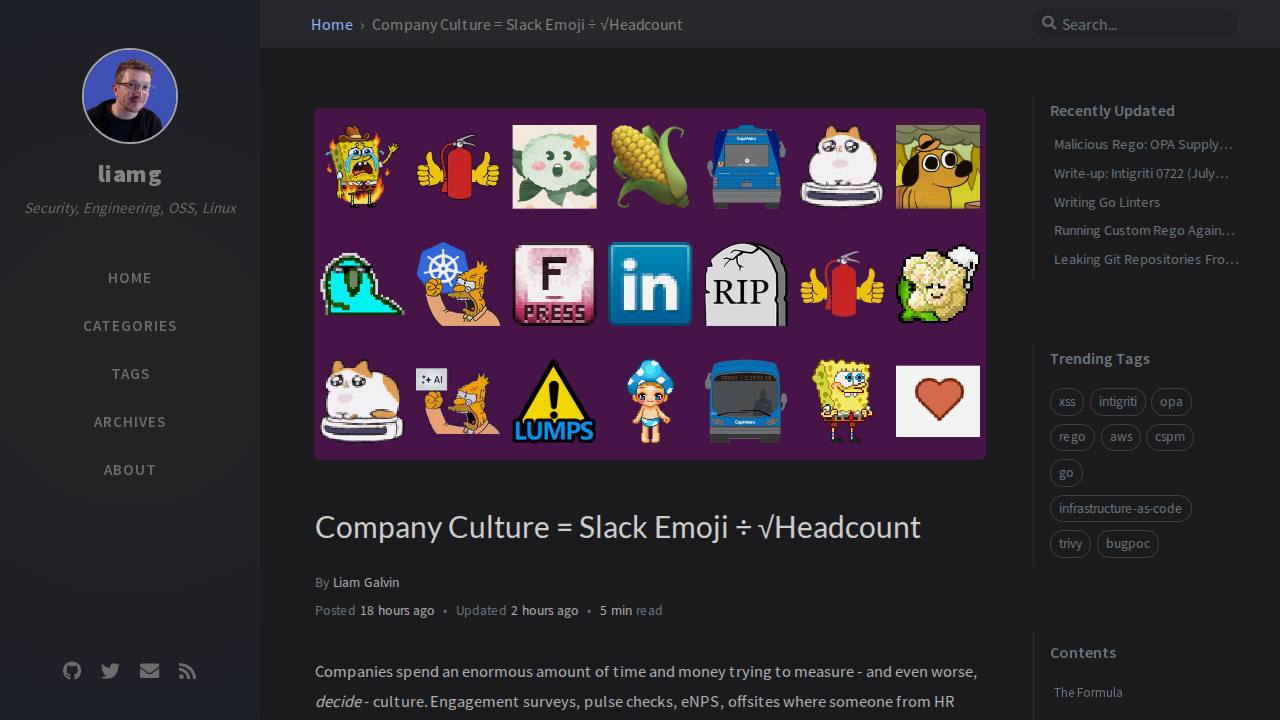 liamg
Security, Engineering, OSS, Linux
HOME
CATEGORIES
TAGS
ARCHIVES
ABOUT
Home › Company Culture = Slack Emoji ÷ √Headcount
Search...
CapMetro
F
PRESS
in
RIP
AI
LUMPS
CapMetro
Company Culture = Slack Emoji ÷ √Headcount
By Liam Galvin
Posted 18 hours ago • Updated 2 hours ago • 5 min read
Companies spend an enormous amount of time and money trying to measure - and even worse,
decide - culture. Engagement surveys, pulse checks, eNPS, offsites where someone from HR
Recently Updated
Malicious Rego: OPA Supply...
Write-up: Intigriti 0722 (July...
Writing Go Linters
Running Custom Rego Again...
Leaking Git Repositories Fro...
Trending Tags
xss intigriti opa
rego aws cspm
go
infrastructure-as-code
trivy bugpoc
Contents
The Formula